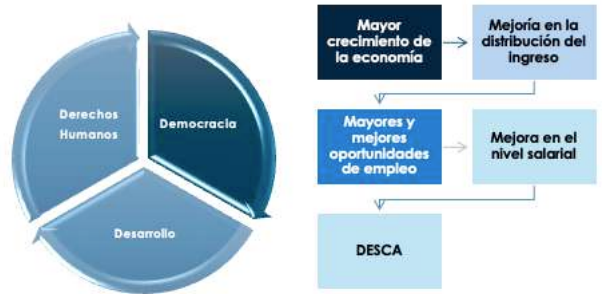 Derechos
Humanos
Democracia
Desarrollo
Mayor
crecimiento de
la economía
Mejoría en la
distribución del
ingreso
Mayores y
mejores
oportunidades
de empleo
Mejora en el
nivel salarial
DESCA